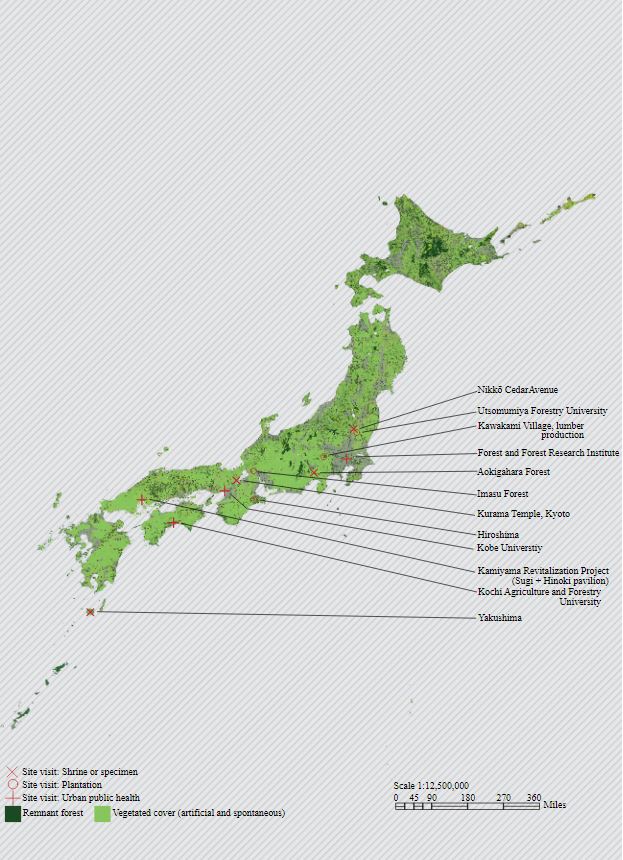 Nikkō CedarAvenue
Utsomumiya Forestry University
Kawakami Village, lumber
production
Forest and Forest Research Institute
Aokigahara Forest
Imasu Forest
Kurama Temple, Kyoto
Hiroshima
Kobe Universtiy
Kamiyama Revitalization Project
(Sugi + Hinoki pavilion)
Kochi Agriculture and Forestry
University
Yakushima
Site visit: Shrine or specimen
Site visit: Plantation
Site visit: Urban public health
Remnant forest Vegetated cover (artificial and spontaneous)
Scale 1:12,500,000
0 45 90 180 270 360
Miles